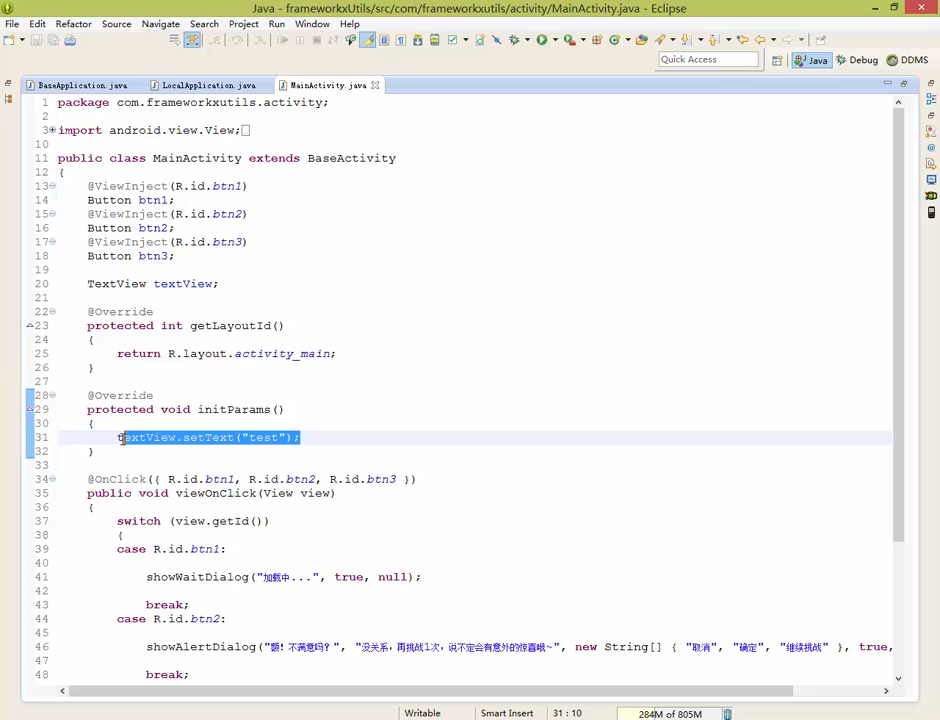 Java - frameworkxUtils/src/com/frameworkxutils/activity/MainActivity.java - Eclipse
File Edit Refactor Source Navigate Search Project Run Window Help
Quick Access
Java
Debug
DDMS
BaseApplication.java
LocalApplication.java
MainActivity.java
1 package com.frameworkxutils.activity;
2
3 import android.view.View;
10
11 public class MainActivity extends BaseActivity
12 {
13 @ViewInject(R.id.btn1)
14 Button btn1;
15 @ViewInject(R.id.btn2)
16 Button btn2;
17 @ViewInject(R.id.btn3)
18 Button btn3;
19
20 TextView textView;
21
22 @Override
23 protected int getLayoutId()
24 {
25 return R.layout.activity_main;
26 }
27
28 @Override
29 protected void initParams()
30 {
31 textView.setText("test");
32 }
33
34 @OnClick({ R.id.btn1, R.id.btn2, R.id.btn3 })
35 public void viewOnClick(View view)
36 {
37 switch (view.getId())
38 {
39 case R.id.btn1:
40
41 showWaitDialog("加载中...", true, null);
42
43 break;
44 case R.id.btn2:
45
46 showAlertDialog("额！不满意吗？", "没关系，再挑战1次，说不定会有意外的惊喜哦~", new String[] { "取消", "确定", "继续挑战" }, true,
47
48 break;
Writable Smart Insert 31 : 10 284M of 805M